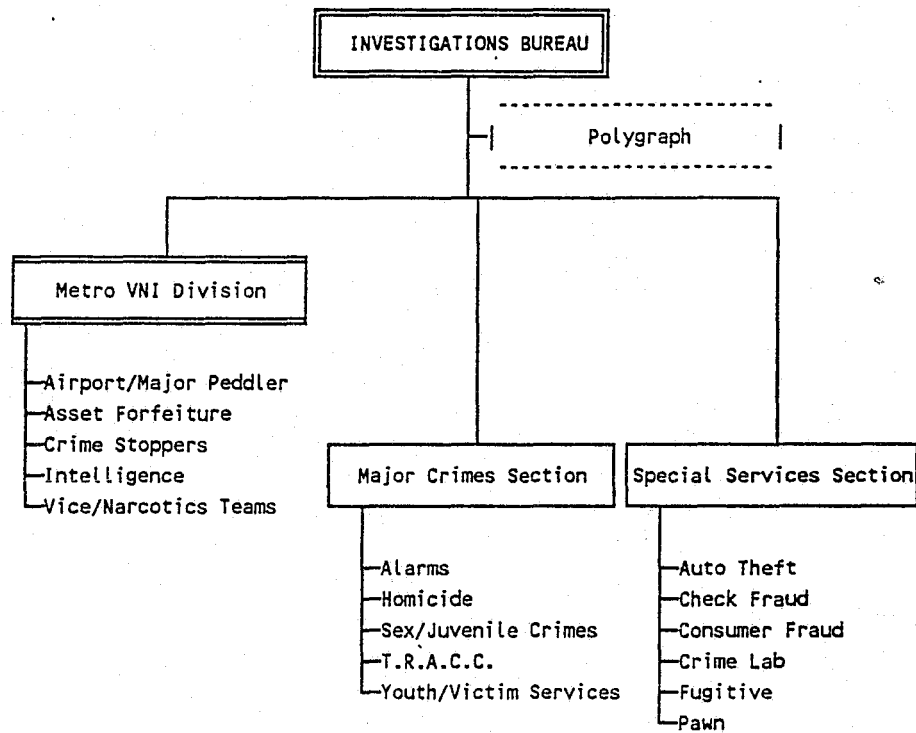 INVESTIGATIONS BUREAU
Polygraph
Metro VNI Division
Airport/Major Peddler
Asset Forfeiture
Crime Stoppers
Intelligence
Vice/Narcotics Teams
Major Crimes Section
Alarms
Homicide
Sex/Juvenile Crimes
T.R.A.C.C.
Youth/Victim Services
Special Services Section
Auto Theft
Check Fraud
Consumer Fraud
Crime Lab
Fugitive
Pawn